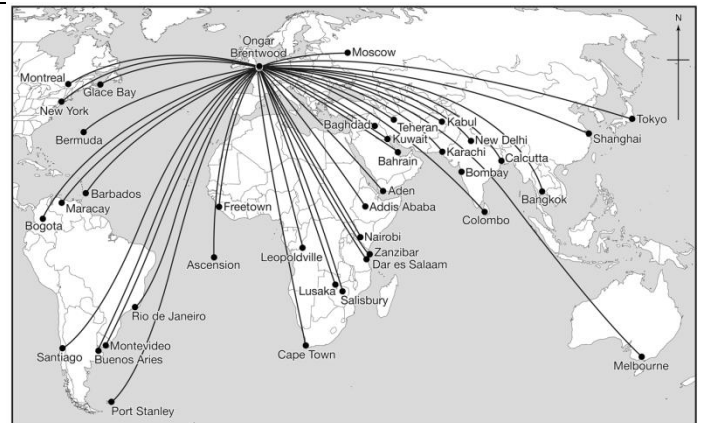 N
Ongar
Brentwood
Moscow
Montreal
Glace Bay
New York
Bermuda
Barbados
Maracay
Bogota
Freetown
Ascension
Baghdad
Teheran
Kuwait
Bahrain
Kabul
New Delhi
Karachi
Calcutta
Bombay
Tokyo
Shanghai
Bangkok
Colombo
Aden
Addis Ababa
Nairobi
Zanzibar
Dar es Salaam
Leopoldville
Lusaka
Salisbury
Cape Town
Rio de Janeiro
Montevideo
Buenos Aries
Santiago
Port Stanley
Melbourne